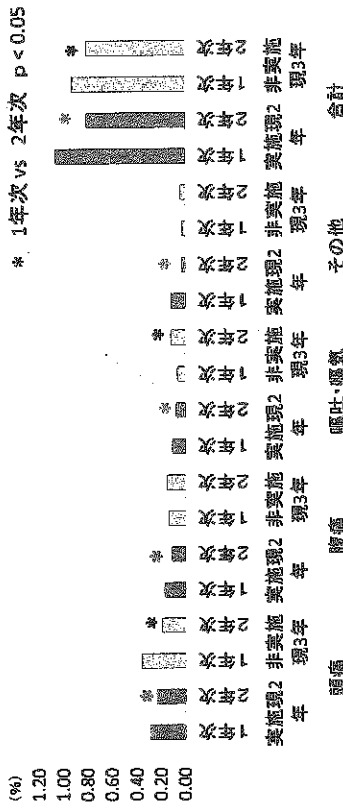 (%)
* 1年次 vs 2年次 p < 0.05
1.20
1.00
0.80
0.60
0.40
0.20
0.00
* * * * * * * * *
1年次 2年次 1年次 2年次 1年次 2年次 1年次 2年次 1年次 2年次 1年次 2年次 1年次 2年次 1年次 2年次 1年次 2年次 1年次 2年次
実施現2年 非実施現3年 実施現2年 非実施現3年 実施現2年 非実施現3年 実施現2年 非実施現3年 実施現2年 非実施現3年
頭痛 腹痛 嘔吐・嘔気 その他 合計